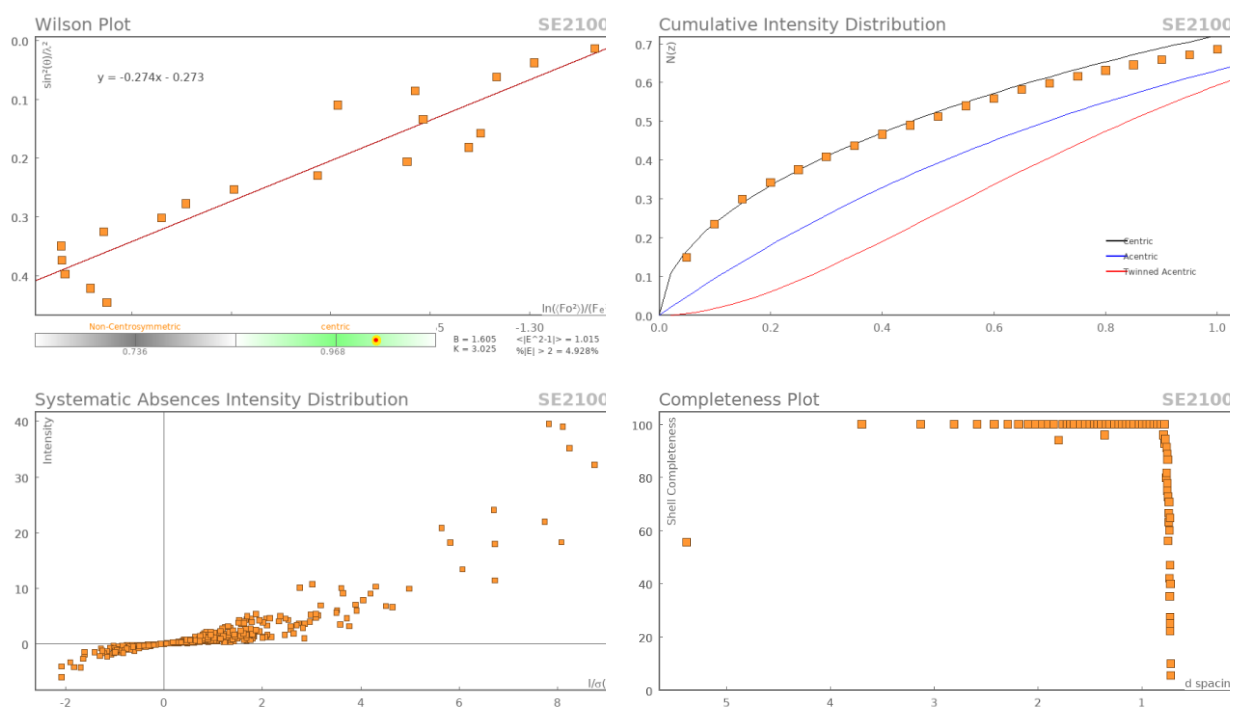 Wilson Plot SE2100
sin²(θ)/λ²
0.0
y = -0.274x - 0.273
0.1
0.2
0.3
0.4
ln(⟨Fo²⟩)/(Fe
Non-Centrosymmetric centric -5 -1.30
0.736 0.968
B = 1.605 <|E^2-1|> = 1.015
K = 3.025 %|E| > 2 = 4.928%
Cumulative Intensity Distribution SE2100
N(z)
0.7
0.6
0.5
0.4
0.3
0.2
0.1
0.0
Centric
Acentric
Twinned Acentric
0.0 0.2 0.4 0.6 0.8 1.0
Systematic Absences Intensity Distribution SE2100
Intensity
40
30
20
10
0
I/σ(
-2 0 2 4 6 8
Completeness Plot SE2100
Shell Completeness
100
80
60
40
20
0
d spacin
5 4 3 2 1